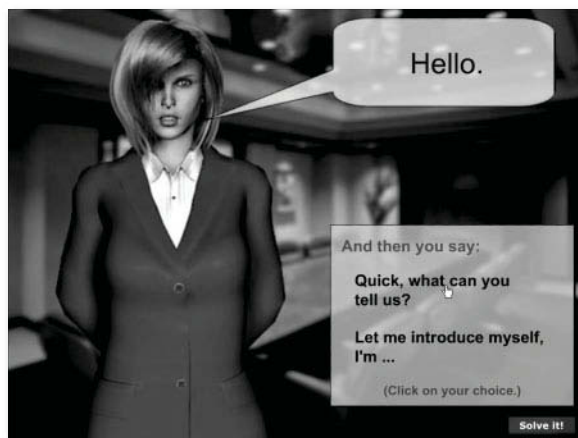 Hello.
And then you say:
Quick, what can you
tell us?
Let me introduce myself,
I'm ...
(Click on your choice.)
Solve it!